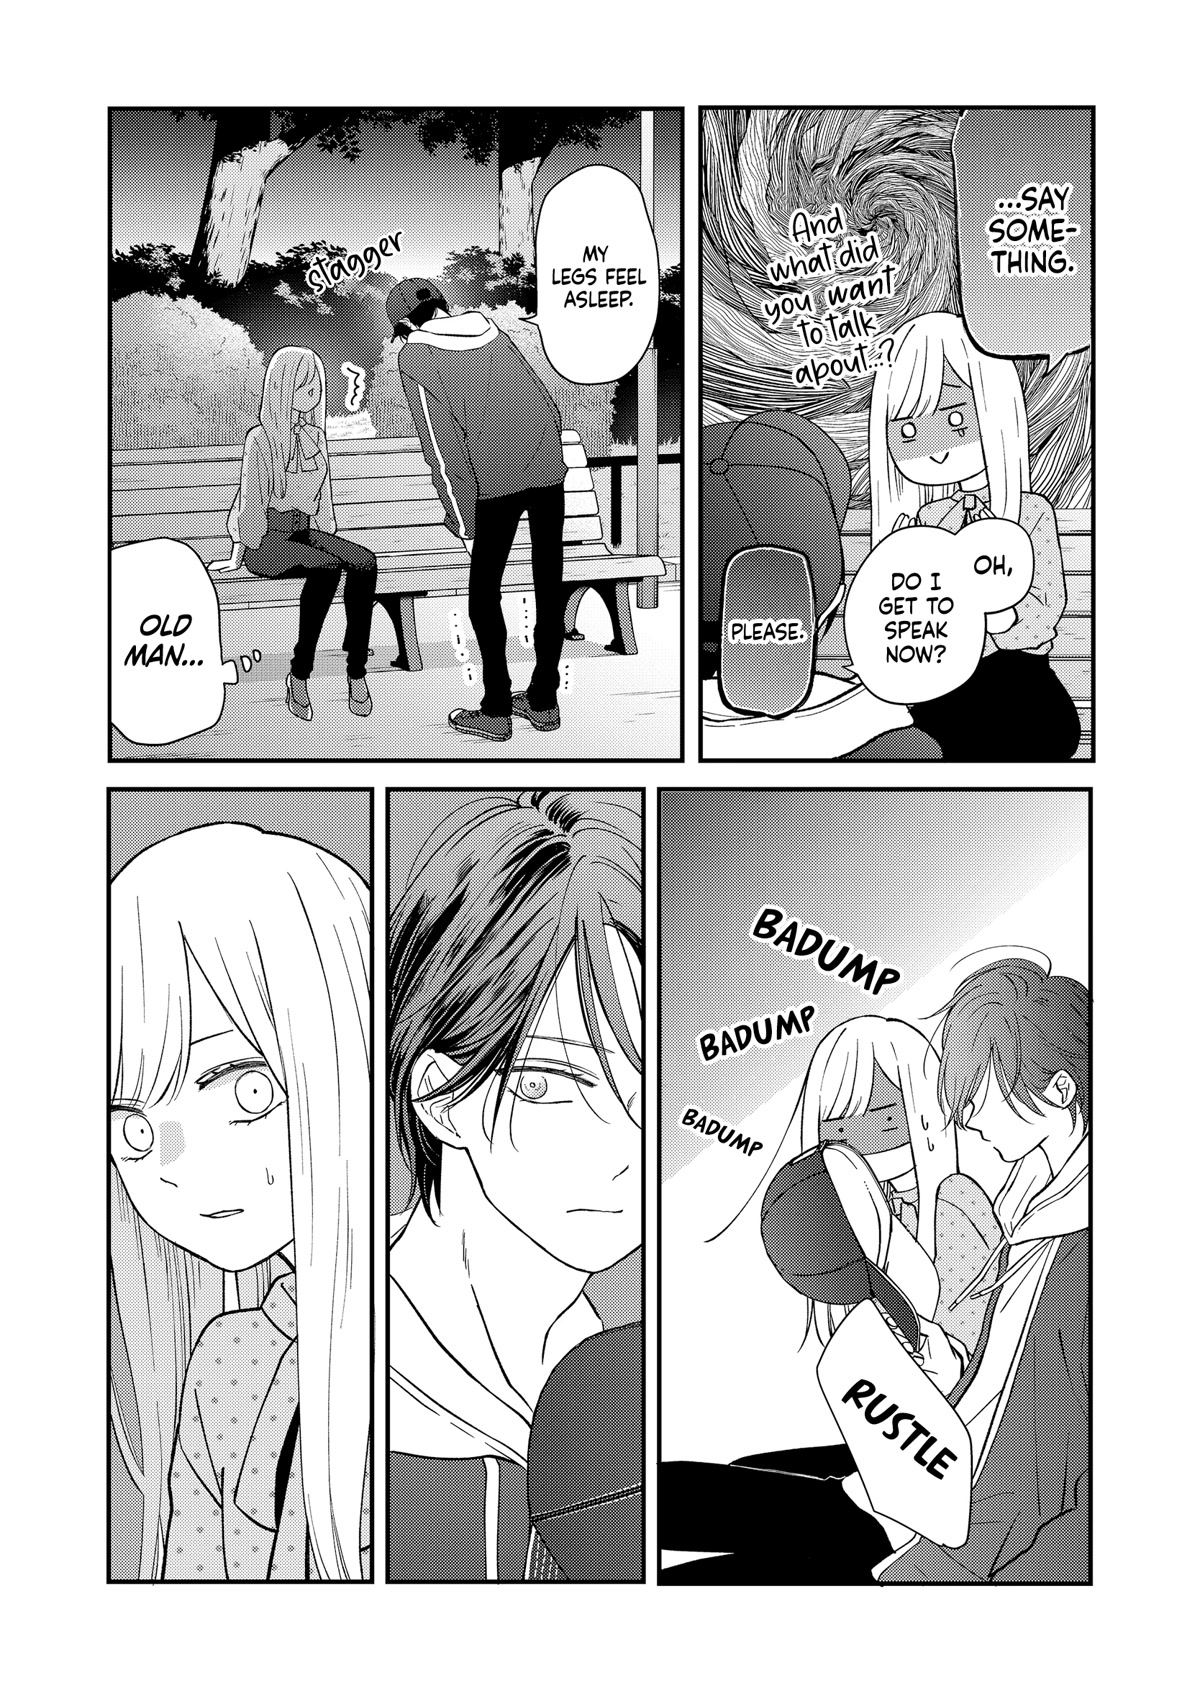 ...SAY
SOME-
THING.
And
what did
you want
to talk
about...?
OH,
DO I
GET TO
SPEAK
NOW?
PLEASE.
MY
LEGS FEEL
ASLEEP.
stagger
OLD
MAN...
BADUMP
BADUMP
BADUMP
RUSTLE